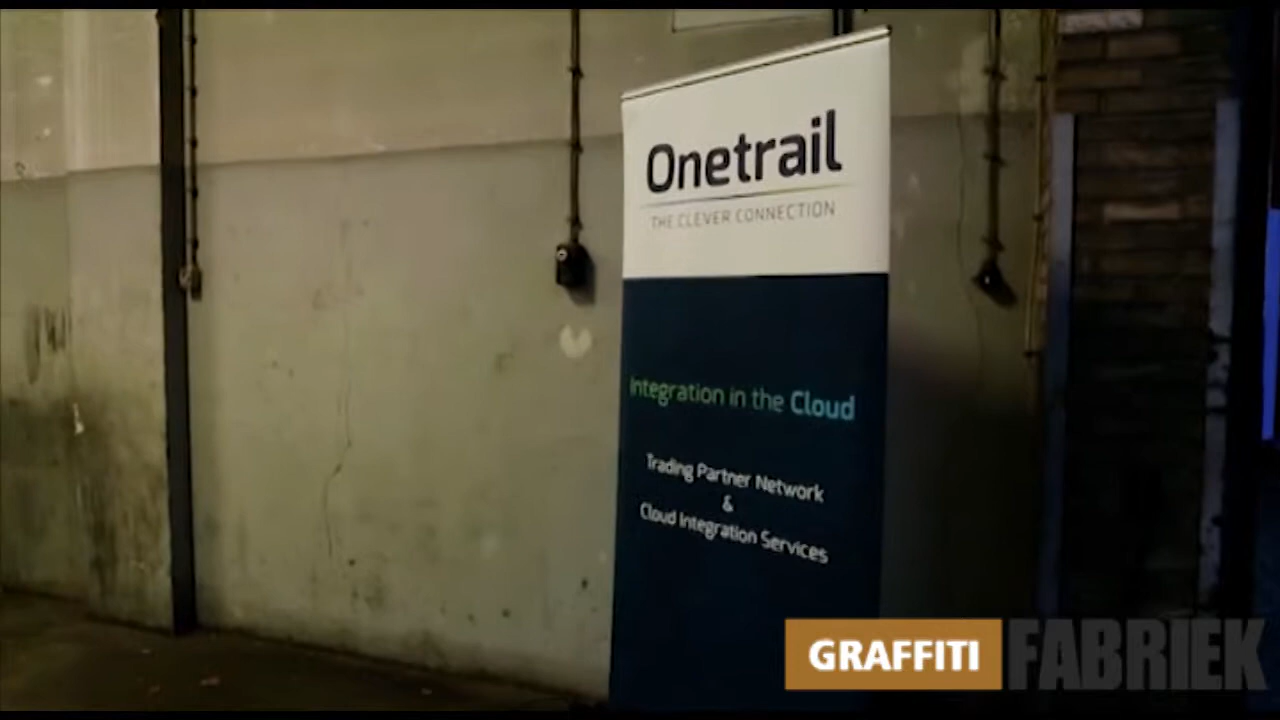 Onetrail
THE CLEVER CONNECTION
Integration in the Cloud
Trading Partner Network
&
Cloud Integration Services
GRAFFITI FABRIEK